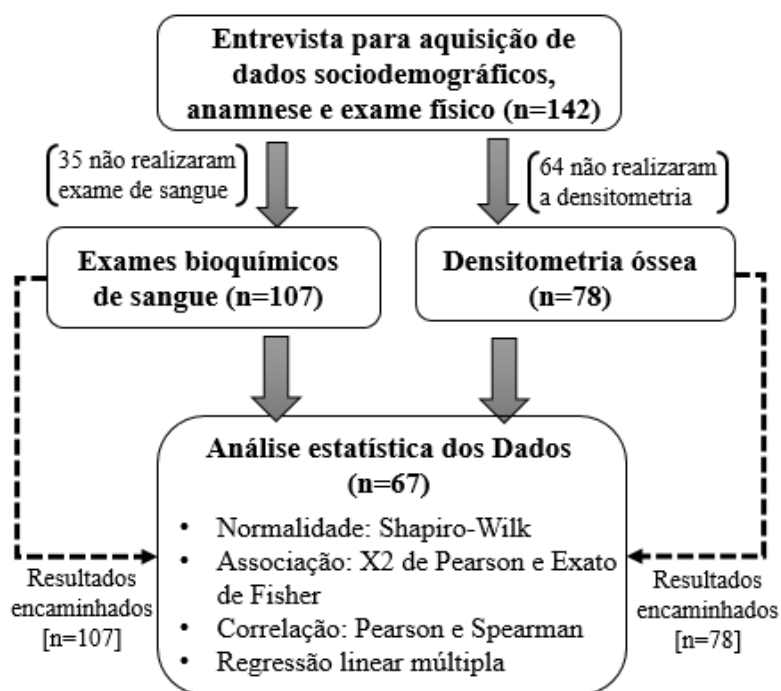 Entrevista para aquisição de
dados sociodemográficos,
anamnese e exame físico (n=142)
35 não realizaram
exame de sangue
64 não realizaram
a densitometria
Exames bioquímicos
de sangue (n=107)
Densitometria óssea
(n=78)
Análise estatística dos Dados
(n=67)
• Normalidade: Shapiro-Wilk
• Associação: X2 de Pearson e Exato
de Fisher
• Correlação: Pearson e Spearman
• Regressão linear múltipla
Resultados
encaminhados
[n=107]
Resultados
encaminhados
[n=78]